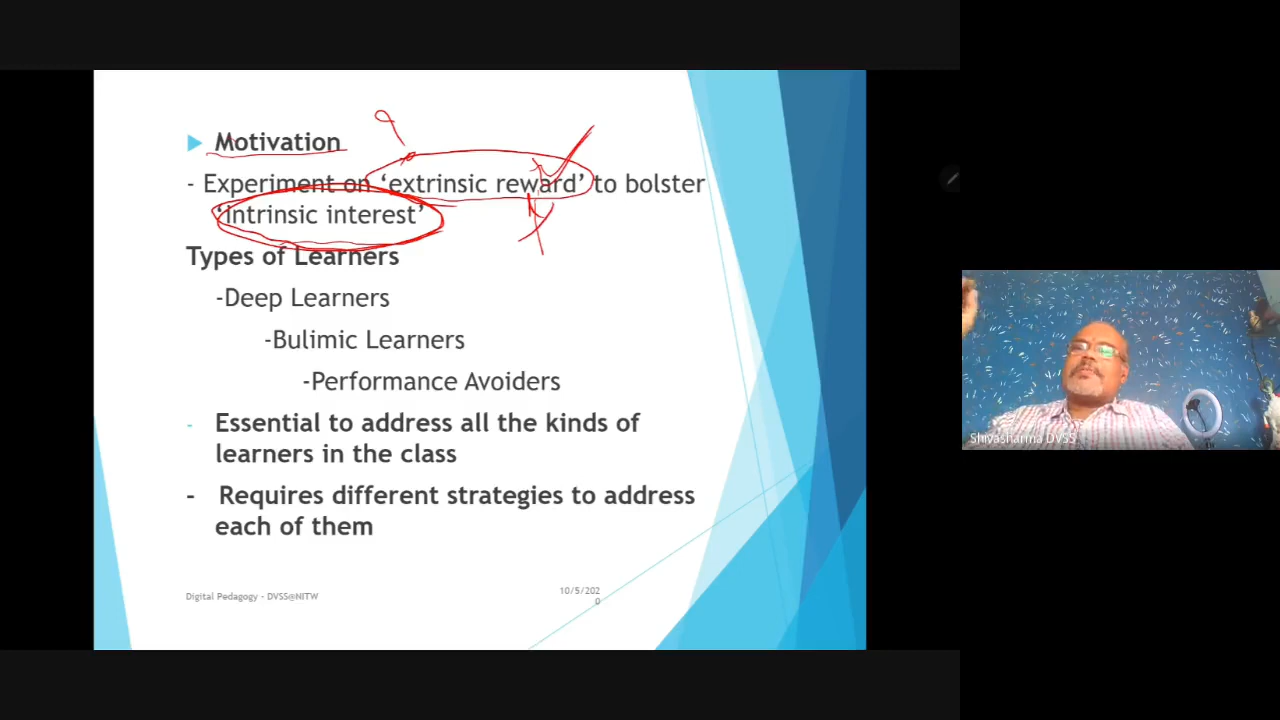 Motivation
- Experiment on ‘extrinsic reward’ to bolster
‘intrinsic interest’
Types of Learners
-Deep Learners
-Bulimic Learners
-Performance Avoiders
- Essential to address all the kinds of
learners in the class
- Requires different strategies to address
each of them
Digital Pedagogy - DVSS@NITW
10/5/202
0
Shivasharma DVSS